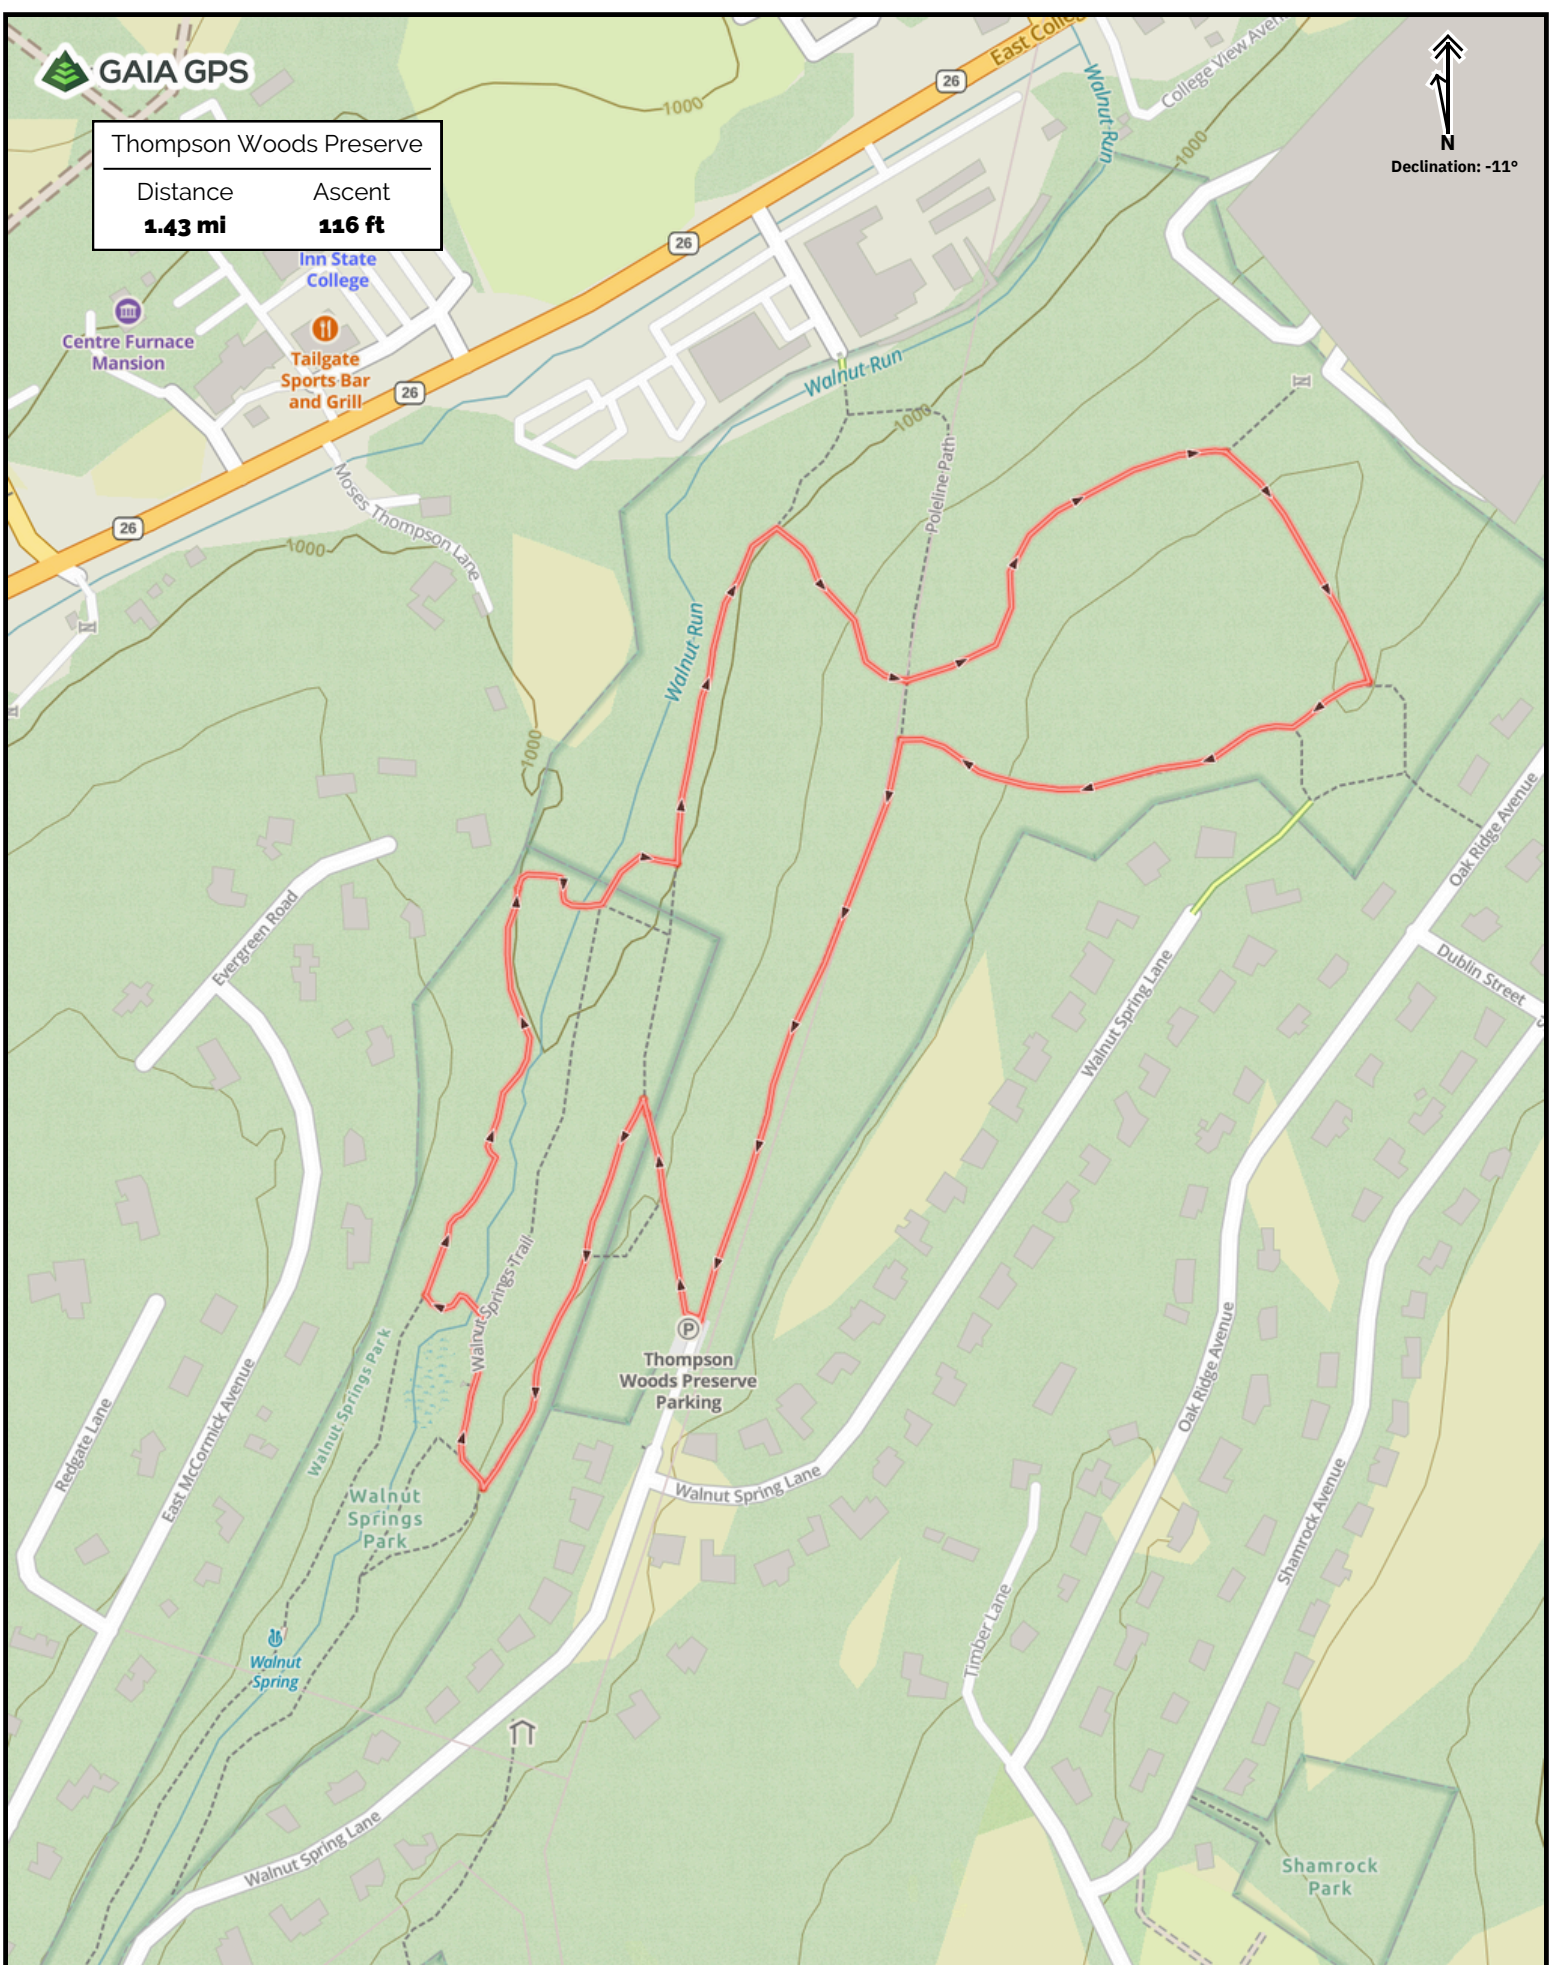 GAIA GPS
Thompson Woods Preserve
Distance
Ascent
1.43 mi
116 ft
N
Declination: -11°
East Colle
College View Aven
Walnut Run
1000
1000
26
26
26
26
Inn State
College
Centre Furnace
Mansion
Tailgate
Sports Bar
and Grill
Moses Thompson Lane
1000
Walnut Run
1000
Poleline Path
Walnut Run
1000
Evergreen Road
Oak Ridge Avenue
Dublin Street
Walnut Spring Lane
Walnut Springs Trail
P
Thompson
Woods Preserve
Parking
Walnut Springs Park
Redgate Lane
East McCormick Avenue
Walnut
Springs
Park
Walnut Spring Lane
Oak Ridge Avenue
Shamrock Avenue
Timber Lane
Walnut
Spring
Walnut Spring Lane
Shamrock
Park